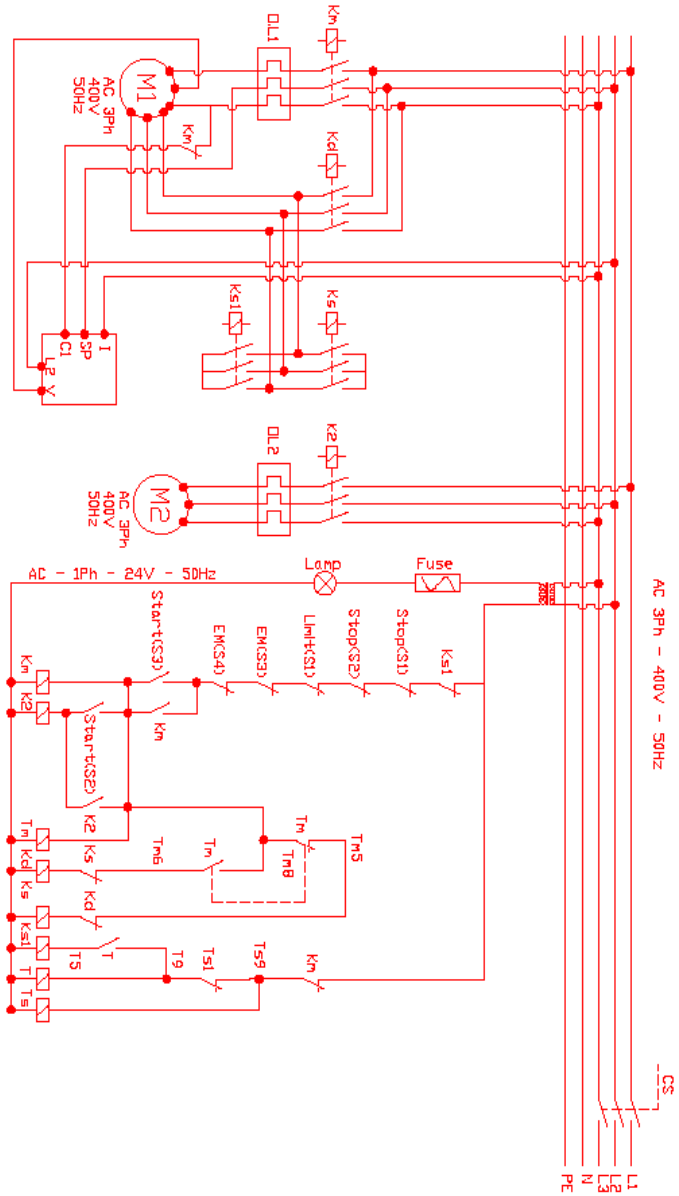 AC 3Ph - 400V - 50Hz
CS
L1
L2
L3
N
PE
Km
Kd
Ks
Ks1
K2
OL1
OL2
M1
AC 3Ph
400V
50Hz
Km
I
SP
C1
L2
V
M2
AC 3Ph
400V
50Hz
Fuse
Lamp
AC - 1Ph - 24V - 50Hz
Ks1
Stop(S1)
Stop(S2)
Limit(S1)
EM(S3)
EM(S4)
Start(S3)
Km
Start(S2)
K2
Tm5
Tm
Tm8
Tm
Tm6
Ks
Kd
Km
Ts9
Ts1
T9
T
T5
Km
K2
Tm
Kd
Ks
Ks1
T
Ts